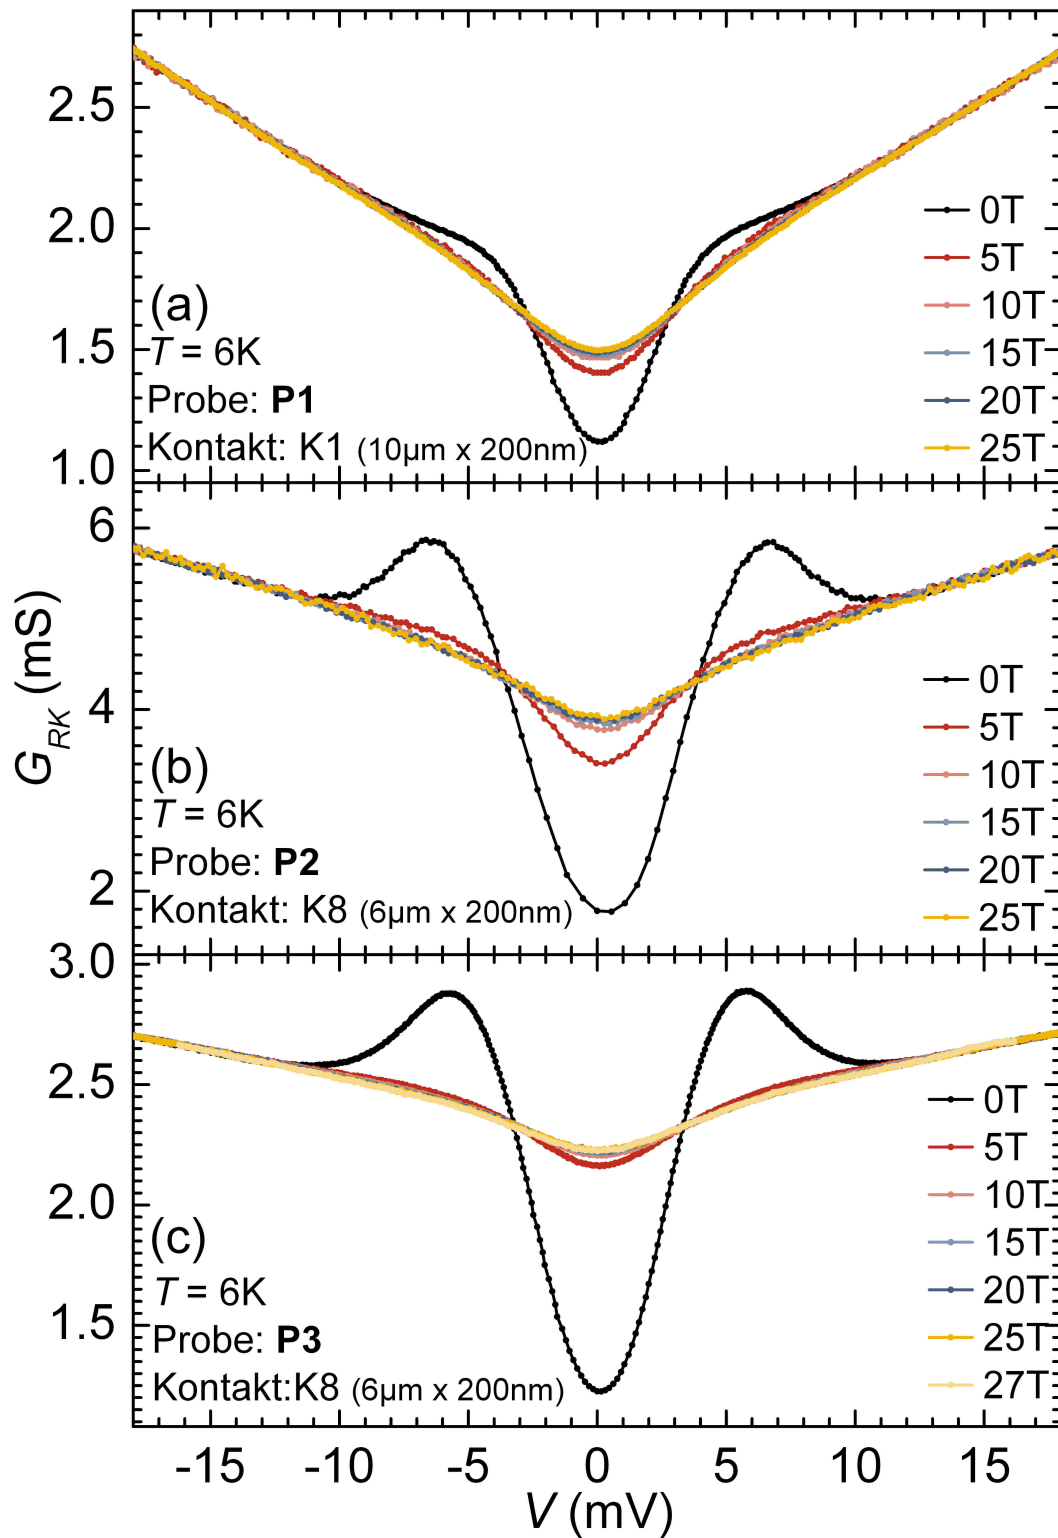 2.5
2.0
1.5
1.0
(a)
T = 6K
Probe: P1
Kontakt: K1 (10µm x 200nm)
0T
5T
10T
15T
20T
25T
G_RK (mS)
6
4
2
(b)
T = 6K
Probe: P2
Kontakt: K8 (6µm x 200nm)
0T
5T
10T
15T
20T
25T
3.0
2.5
2.0
1.5
(c)
T = 6K
Probe: P3
Kontakt:K8 (6µm x 200nm)
0T
5T
10T
15T
20T
25T
27T
-15 -10 -5 0 5 10 15
V (mV)